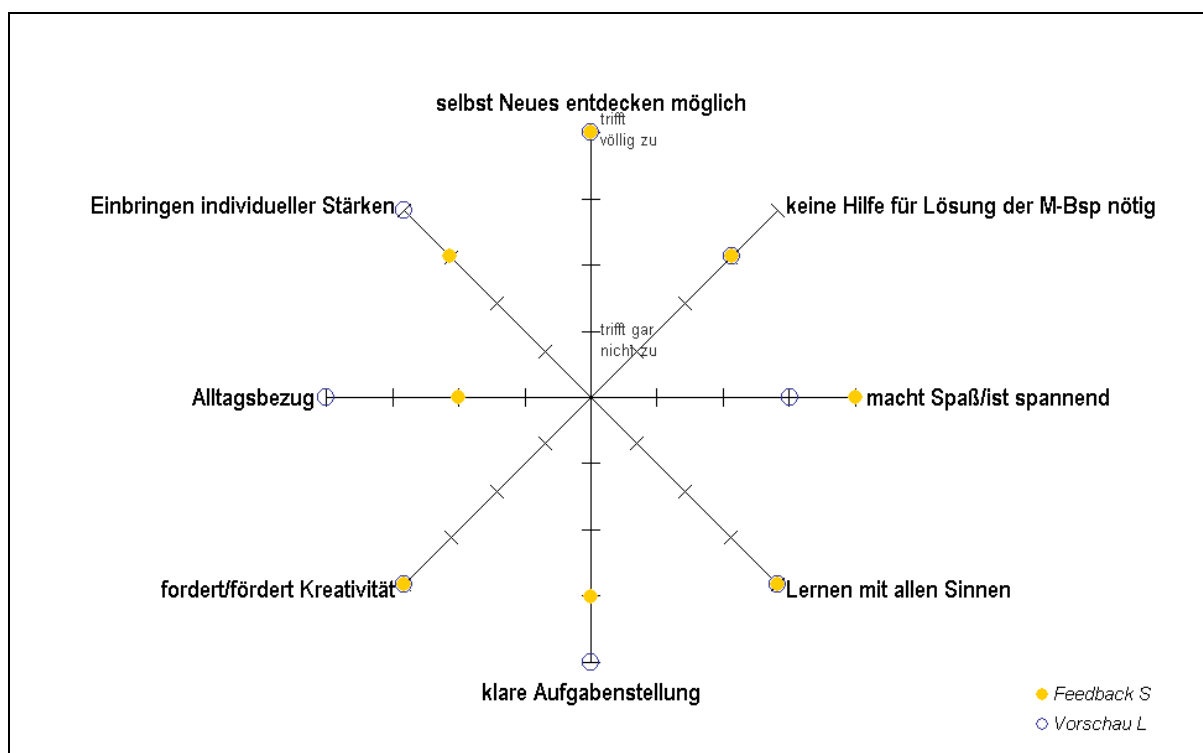 selbst Neues entdecken möglich
trifft
völlig zu
Einbringen individueller Stärken
keine Hilfe für Lösung der M-Bsp nötig
trifft gar
nicht zu
Alltagsbezug
macht Spaß/ist spannend
fordert/fördert Kreativität
Lernen mit allen Sinnen
klare Aufgabenstellung
Feedback S
Vorschau L